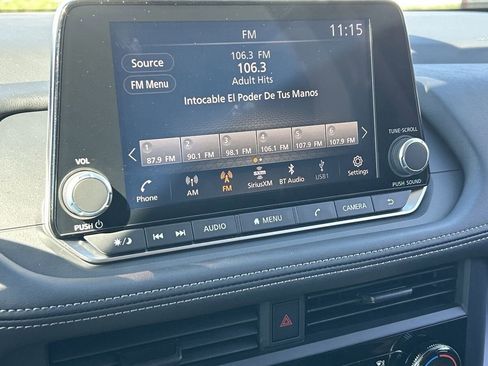 FM
11:15
Source
106.3 FM
106.3
Adult Hits
FM Menu
Intocable El Poder De Tus Manos
1 2 3 4 5 6
87.9 FM 90.1 FM 98.1 FM 106.1 FM 107.9 FM 107.9 FM
VOL
TUNE·SCROLL
Phone AM FM SiriusXM BT Audio USB1 Settings
PUSH
PUSH SOUND
AUDIO MENU CAMERA